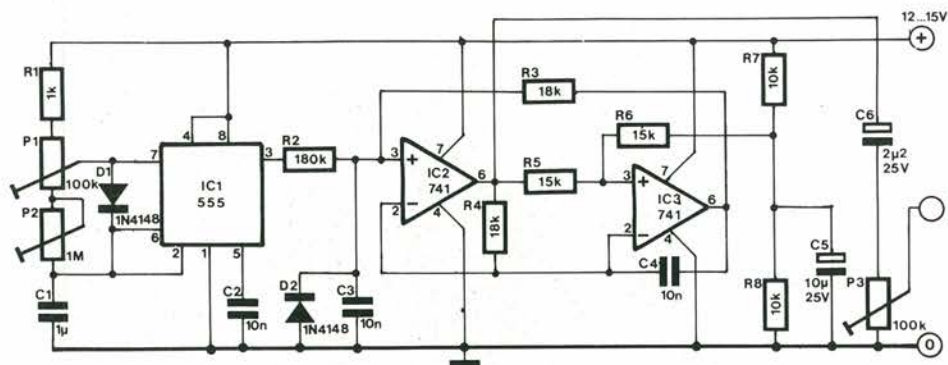 12...15V
+
R1
1k
P1
100k
P2
1M
C1
1µ
D1
1N4148
4
8
7
3
6
2
1
5
IC1
555
C2
10n
R2
180k
D2
1N4148
C3
10n
R3
18k
3
+
7
IC2
741
6
2
−
4
R4
18k
R5
15k
R6
15k
3
+
7
IC3
741
6
2
−
4
C4
10n
R7
10k
R8
10k
C5
10µ
25V
C6
2µ2
25V
P3
100k
0